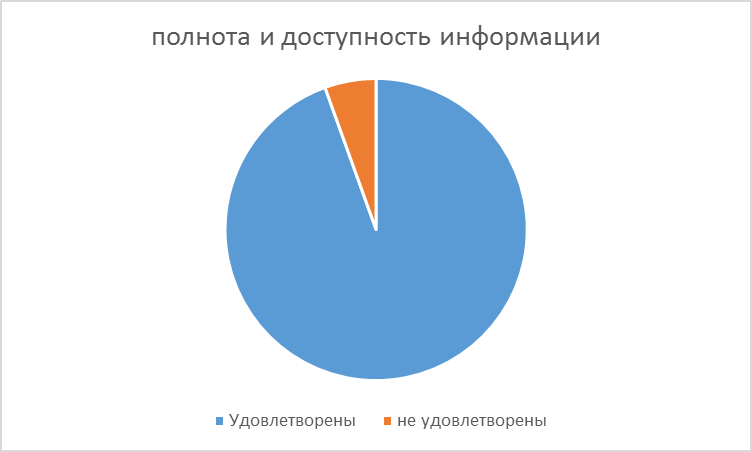 полнота и доступность информации
Удовлетворены не удовлетворены